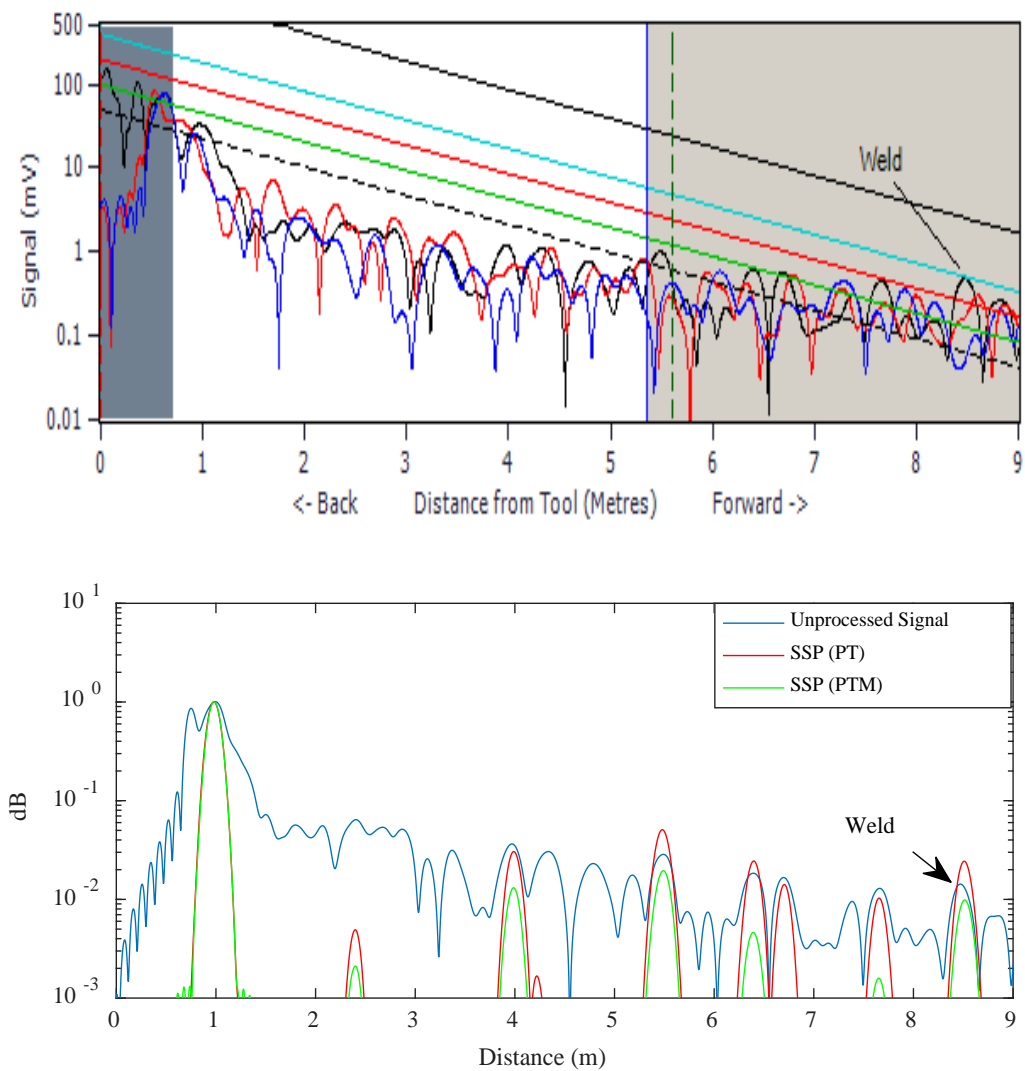 500
100
10
1
0.1
0.01
Signal (mV)
Weld
0 1 2 3 4 5 6 7 8 9
<- Back Distance from Tool (Metres) Forward ->
10 1
10 0
10 -1
10 -2
10 -3
dB
Unprocessed Signal
SSP (PT)
SSP (PTM)
Weld
0 1 2 3 4 5 6 7 8 9
Distance (m)